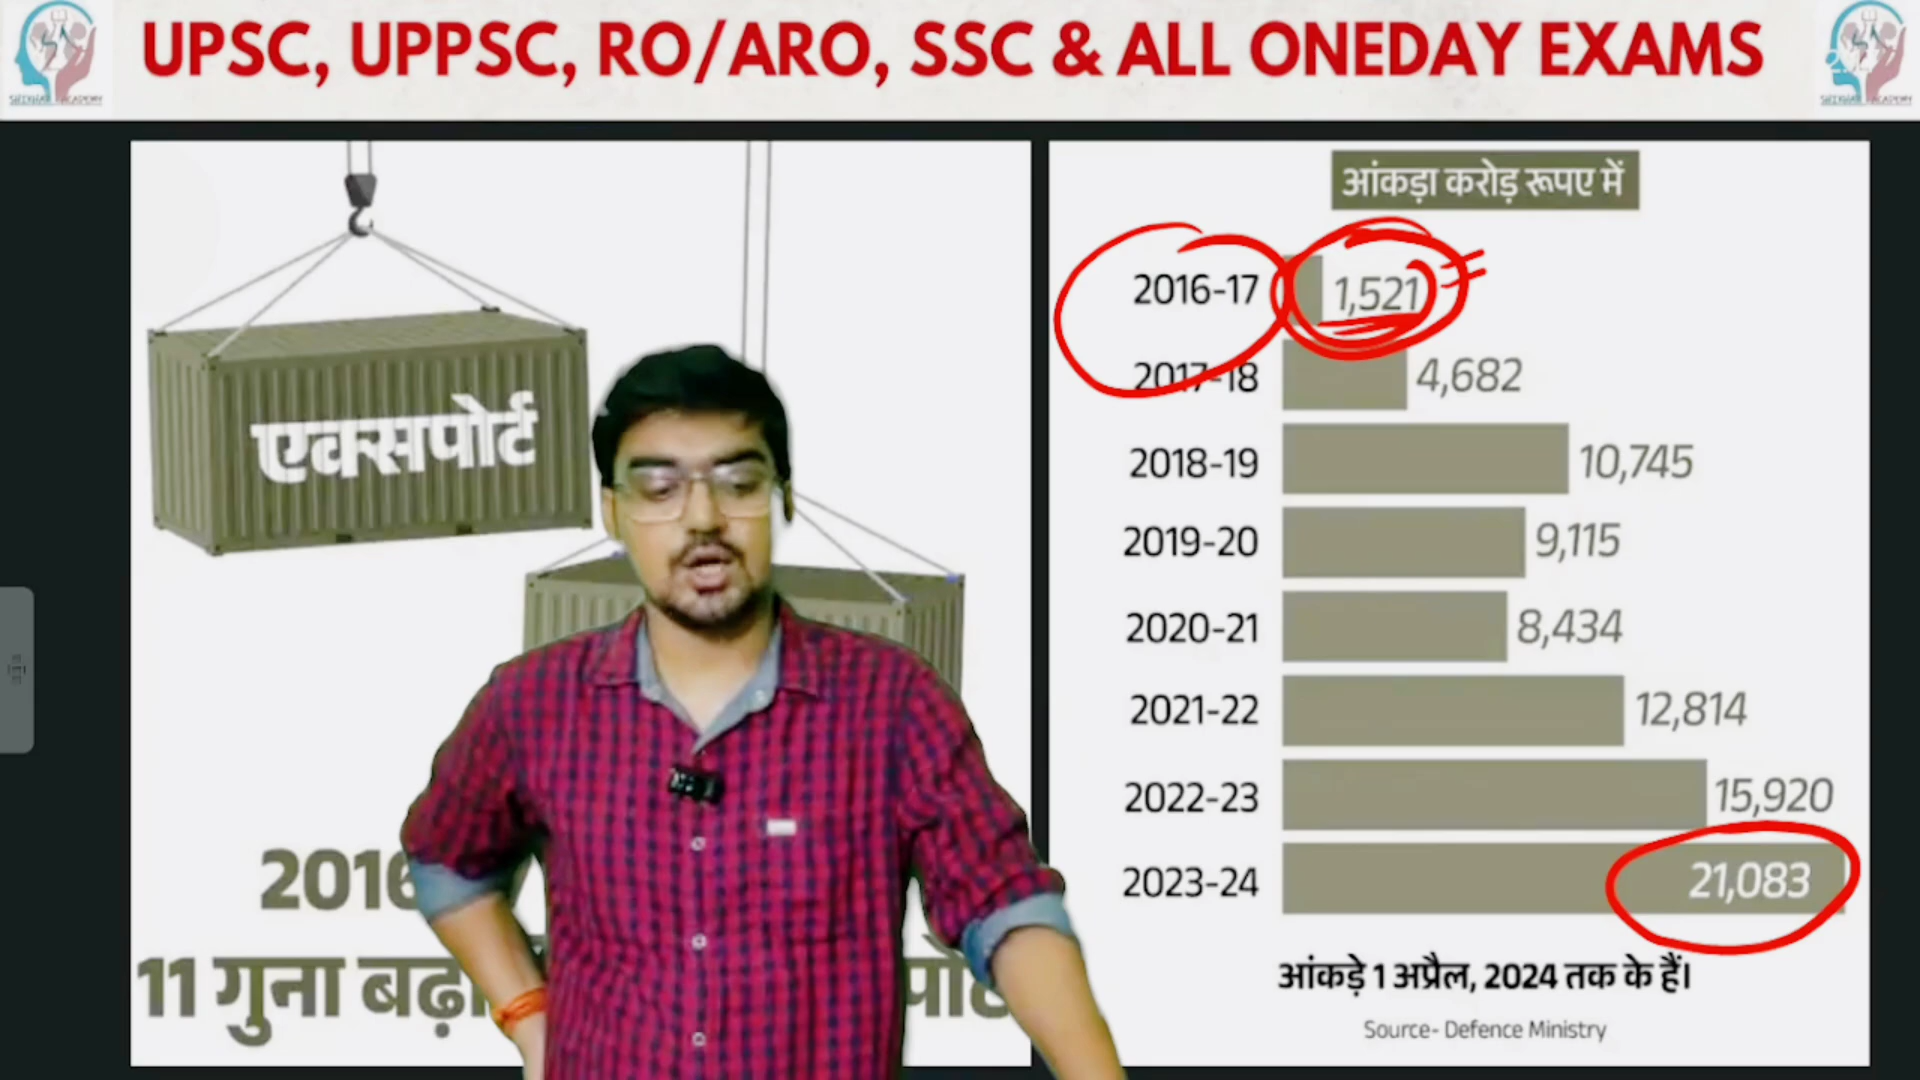 UPSC, UPPSC, RO/ARO, SSC & ALL ONEDAY EXAMS
एक्सपोर्ट
2016
11 गुना बढ़ा
आंकड़ा करोड़ रूपए में
2016-17 1,521
2017-18 4,682
2018-19 10,745
2019-20 9,115
2020-21 8,434
2021-22 12,814
2022-23 15,920
2023-24 21,083
आंकड़े 1 अप्रैल, 2024 तक के हैं।
Source- Defence Ministry